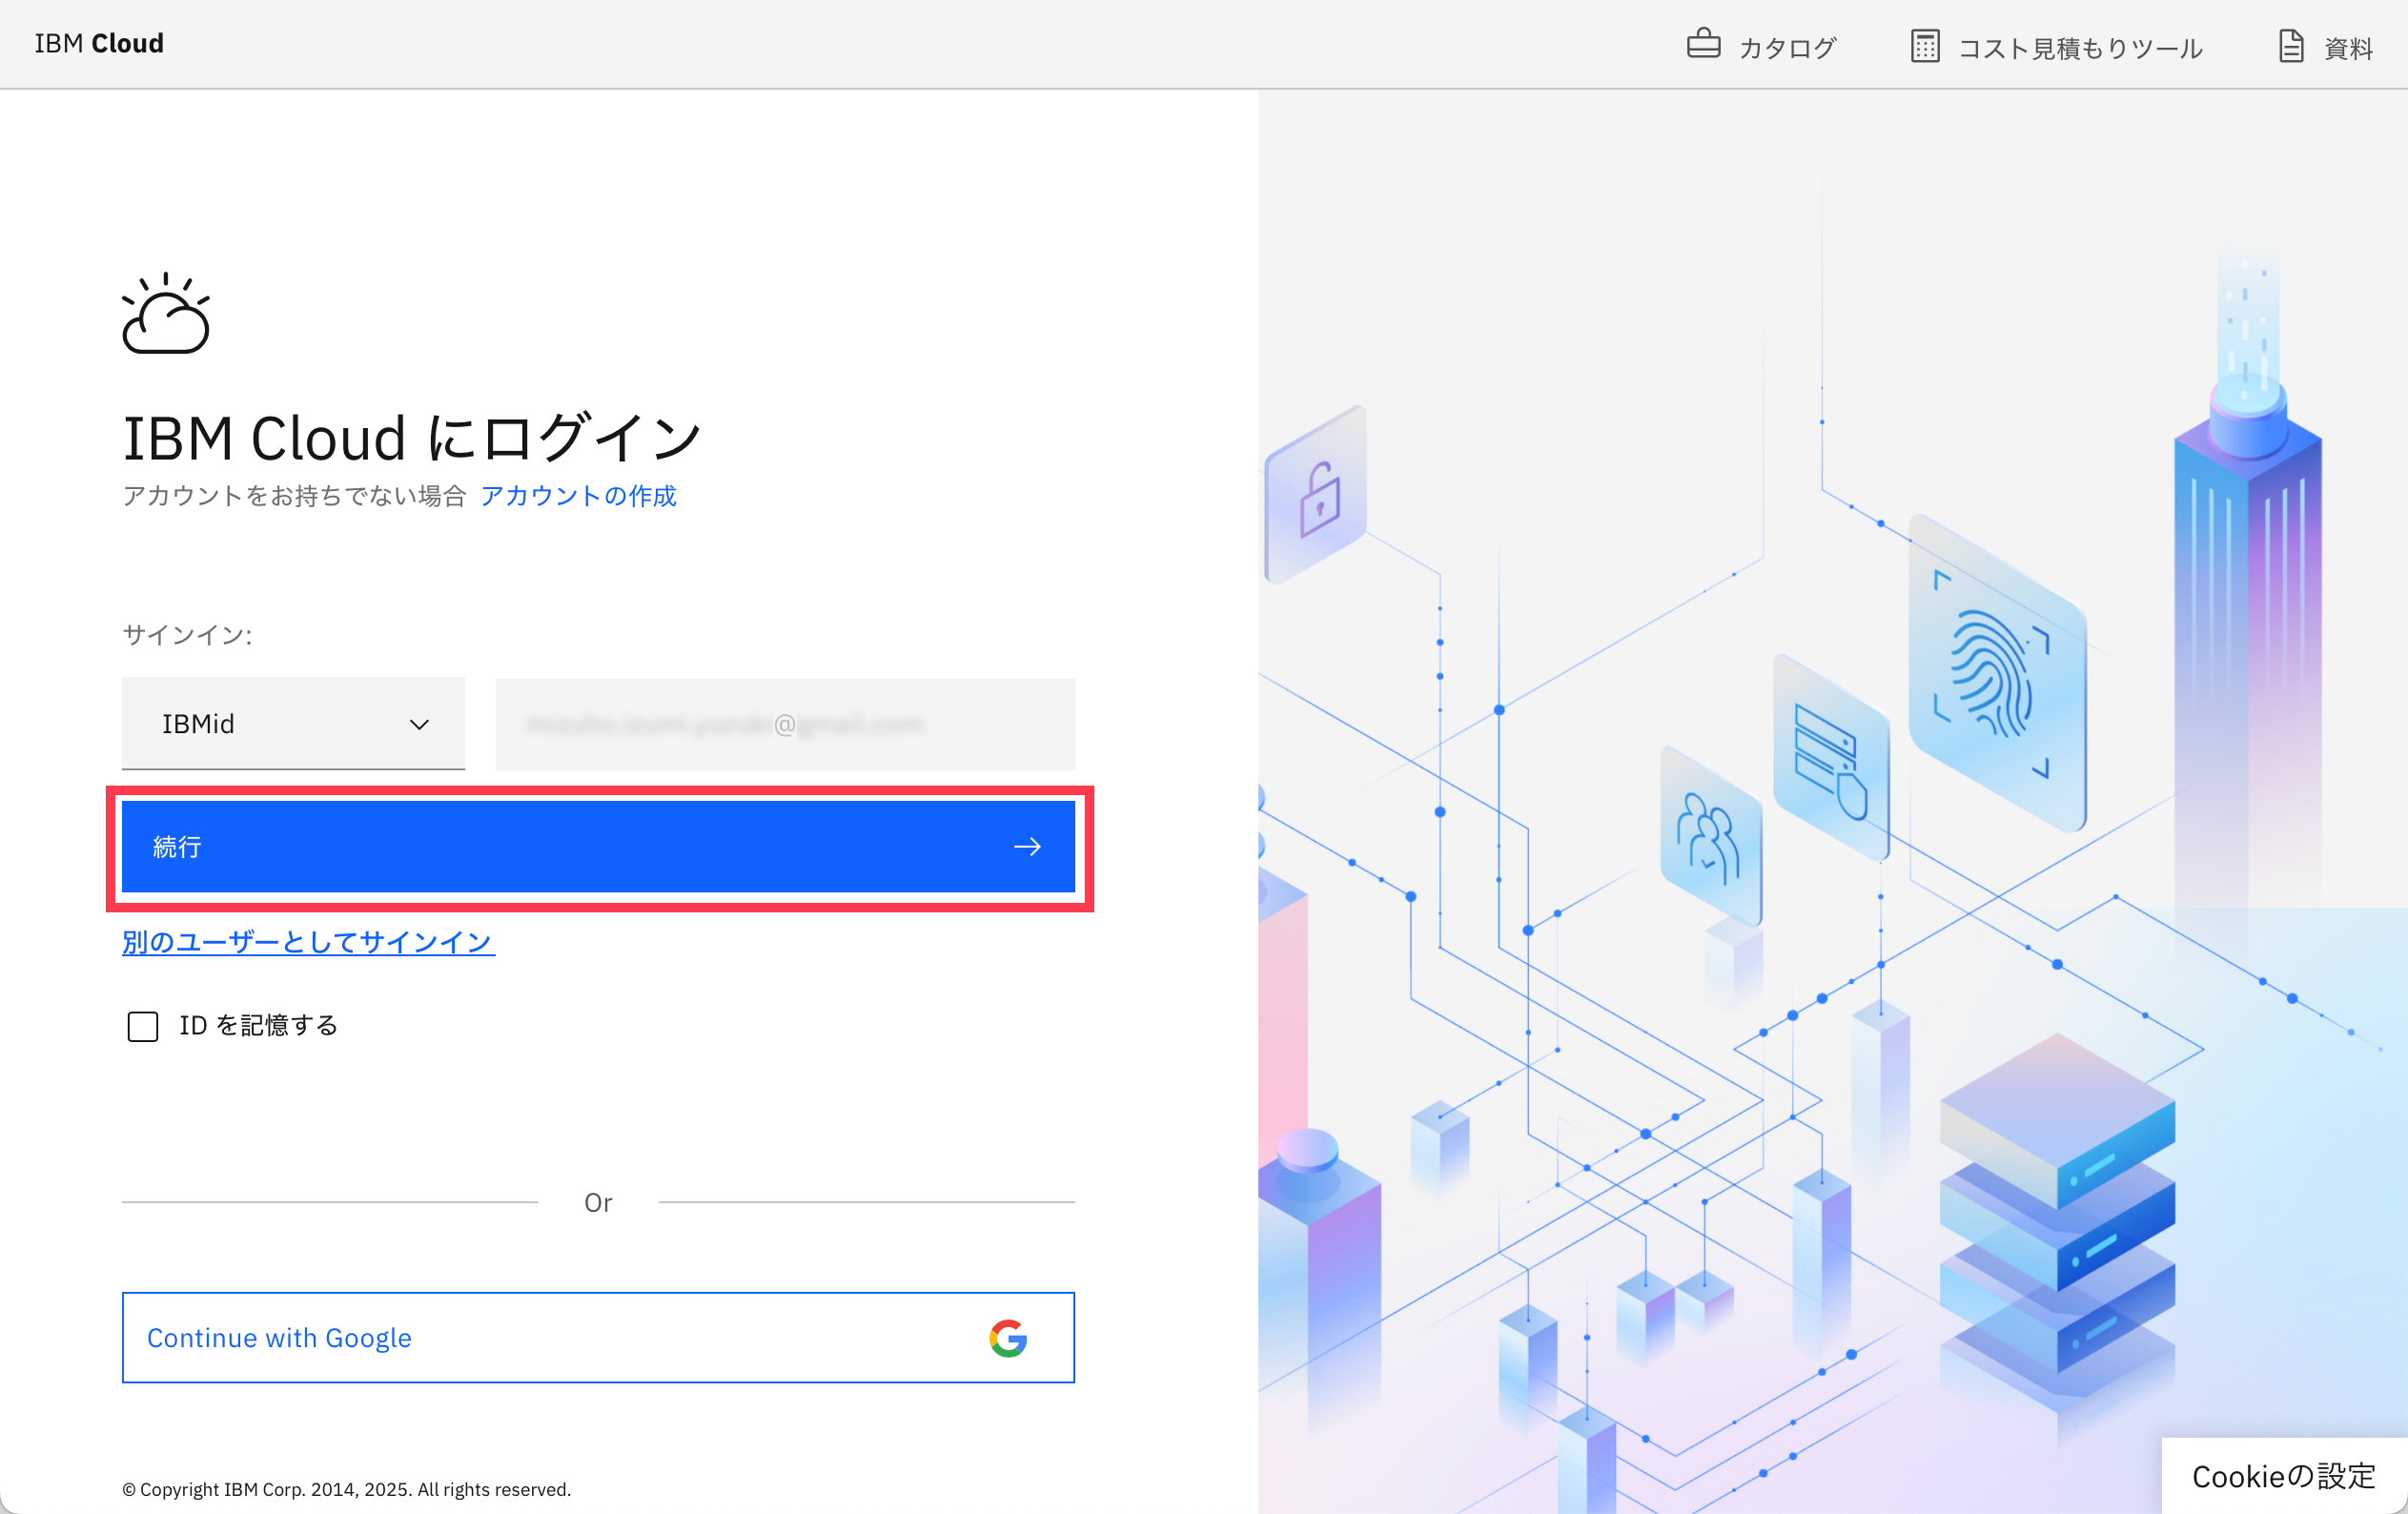 IBM Cloud
カタログ
コスト見積もりツール
資料
IBM Cloud にログイン
アカウントをお持ちでない場合 アカウントの作成
サインイン:
IBMid
続行
別のユーザーとしてサインイン
ID を記憶する
Or
Continue with Google
© Copyright IBM Corp. 2014, 2025. All rights reserved.
Cookieの設定